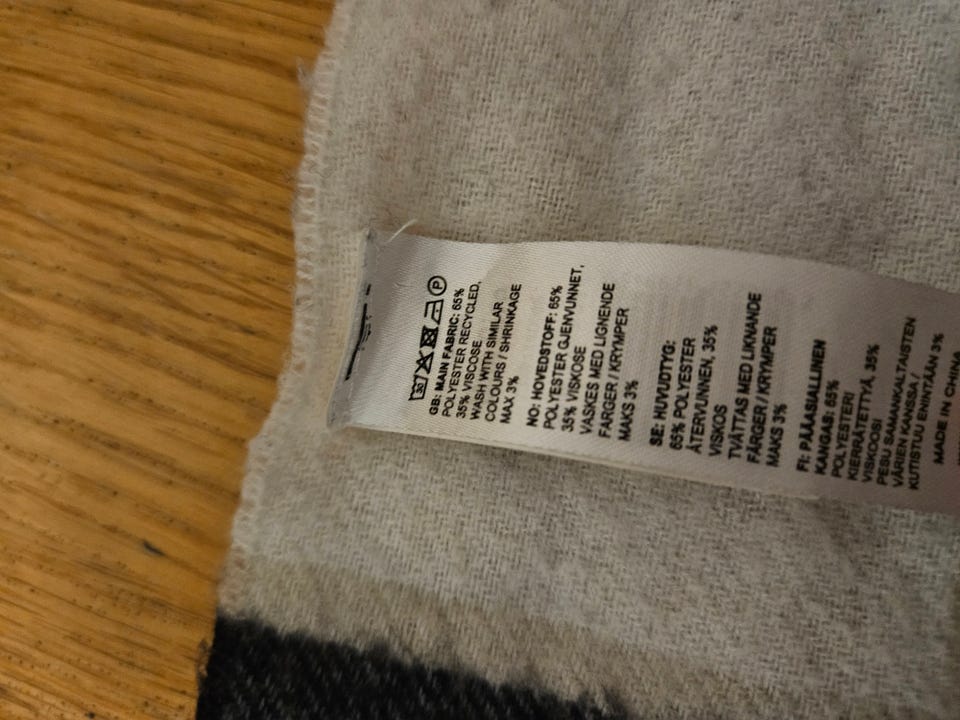 30 P
GB: MAIN FABRIC: 65%
POLYESTER RECYCLED,
35% VISCOSE
WASH WITH SIMILAR
COLOURS / SHRINKAGE
MAX 3%
NO: HOVEDSTOFF: 65%
POLYESTER GJENVUNNET,
35% VISKOSE
VASKES MED LIGNENDE
FARGER / KRYMPER
MAKS 3%
SE: HUVUDTYG:
65% POLYESTER
ÅTERVUNNEN, 35%
VISKOS
TVÄTTAS MED LIKNANDE
FÄRGER / KRYMPER
MAKS 3%
FI: PÄÄASIALLINEN
KANGAS: 65%
POLYESTERI
KIERRÄTETTYÄ, 35%
VISKOOSI
PESU SAMANKALTAISTEN
VÄRIEN KANSSA /
KUTISTUU ENINTÄÄN 3%
MADE IN CHINA